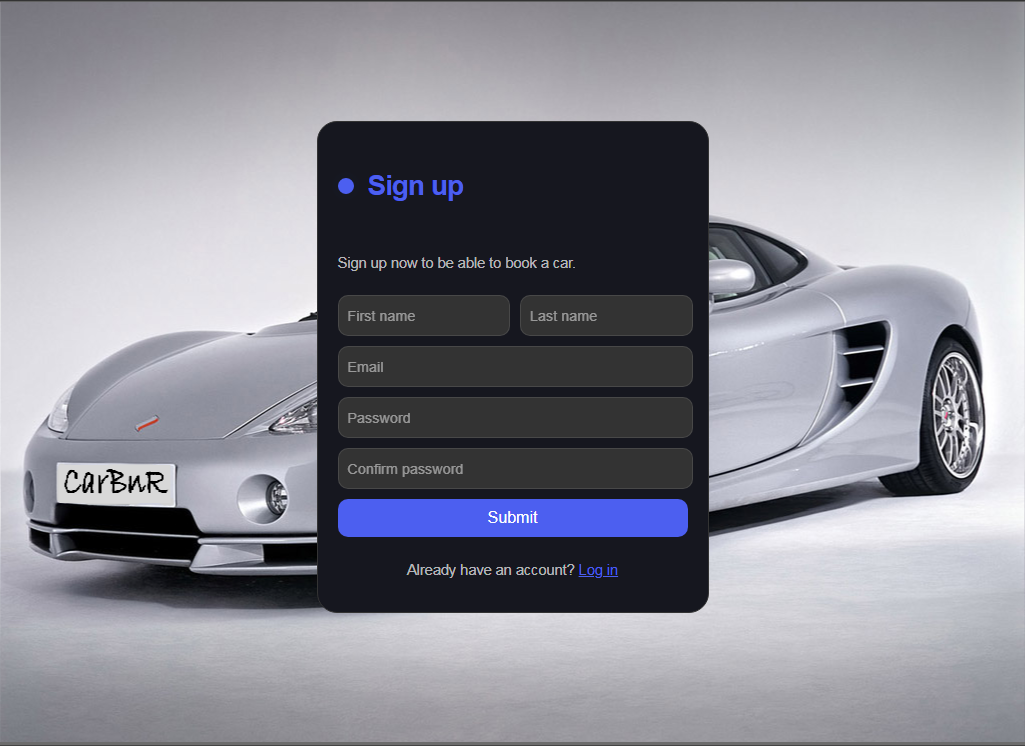 Sign up
Sign up now to be able to book a car.
First name
Last name
Email
Password
Confirm password
Submit
Already have an account? Log in
CarBnR